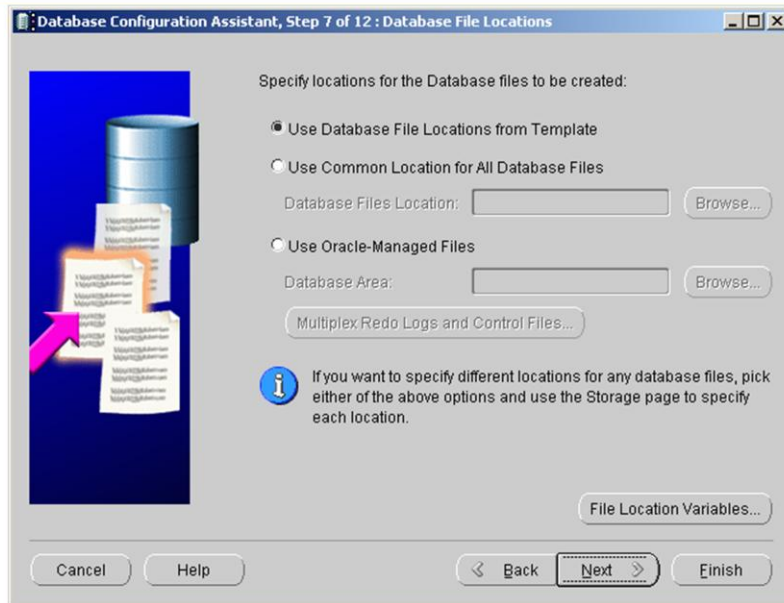 Database Configuration Assistant, Step 7 of 12 : Database File Locations
Specify locations for the Database files to be created:
Use Database File Locations from Template
Use Common Location for All Database Files
Database Files Location:
Browse...
Use Oracle-Managed Files
Database Area:
Browse...
Multiplex Redo Logs and Control Files...
If you want to specify different locations for any database files, pick
either of the above options and use the Storage page to specify
each location.
File Location Variables...
Cancel
Help
Back
Next
Finish